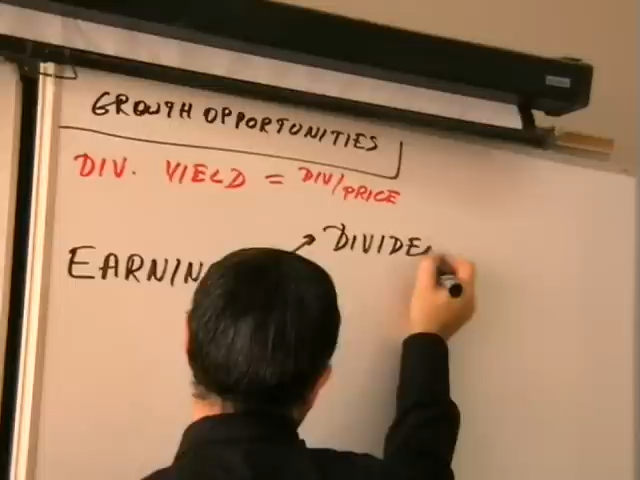 GROWTH OPPORTUNITIES
DIV. YIELD = DIV/PRICE
EARNIN → DIVIDE